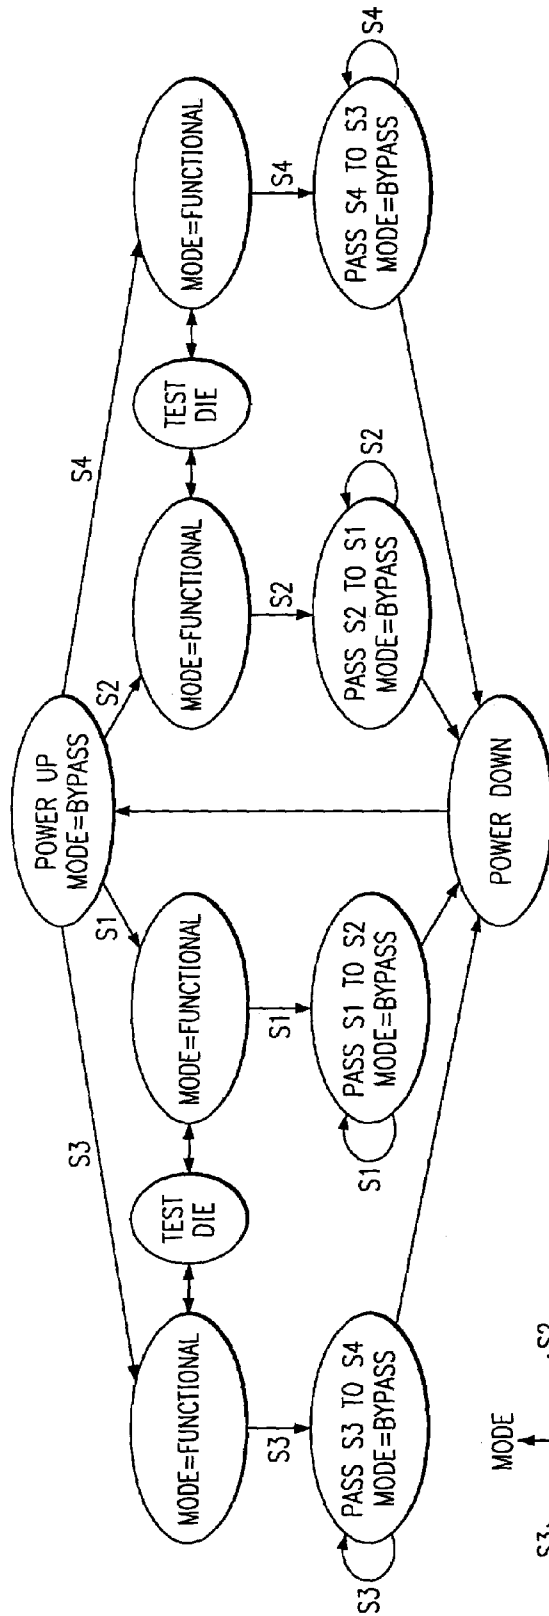 POWER UP
MODE=BYPASS
S3
S1
S2
S4
MODE=FUNCTIONAL
TEST
DIE
MODE=FUNCTIONAL
MODE=FUNCTIONAL
TEST
DIE
MODE=FUNCTIONAL
S3
S1
S2
S4
PASS S3 TO S4
MODE=BYPASS
PASS S1 TO S2
MODE=BYPASS
PASS S2 TO S1
MODE=BYPASS
PASS S4 TO S3
MODE=BYPASS
S3
S1
S2
S4
POWER DOWN
MODE
S3
S2